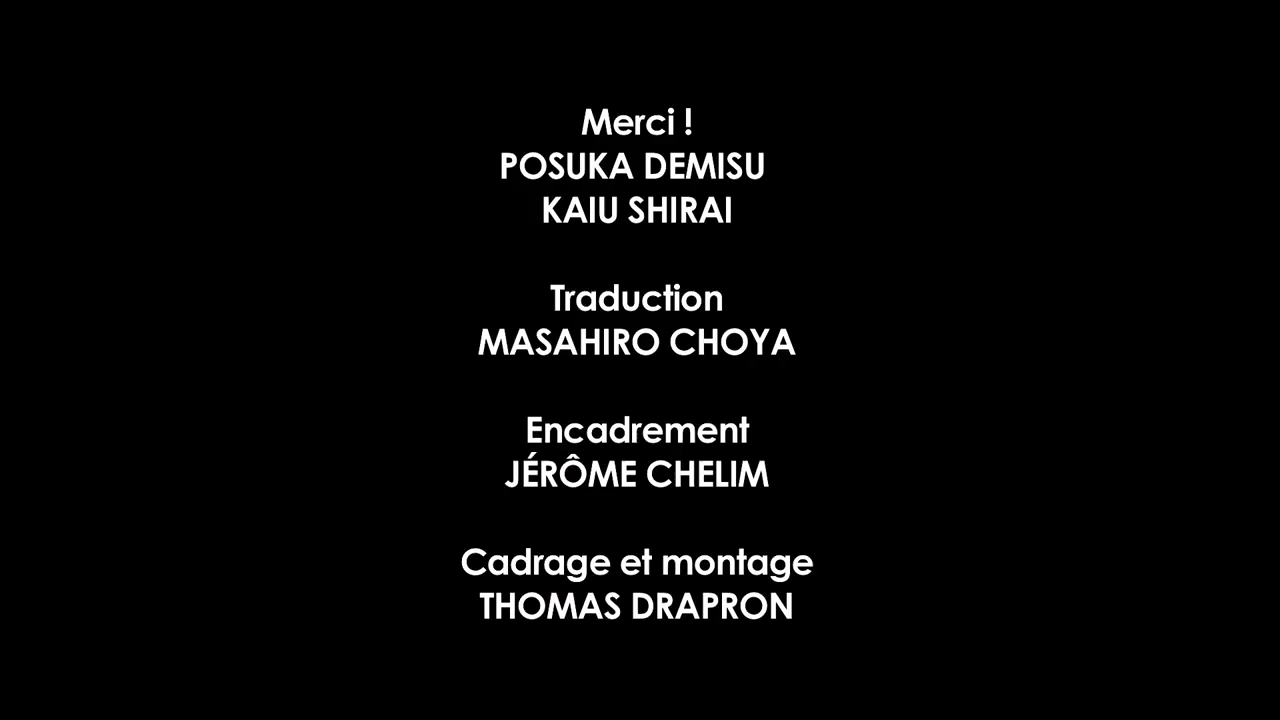 Merci !
POSUKA DEMISU
KAIU SHIRAI
Traduction
MASAHIRO CHOYA
Encadrement
JÉRÔME CHELIM
Cadrage et montage
THOMAS DRAPRON